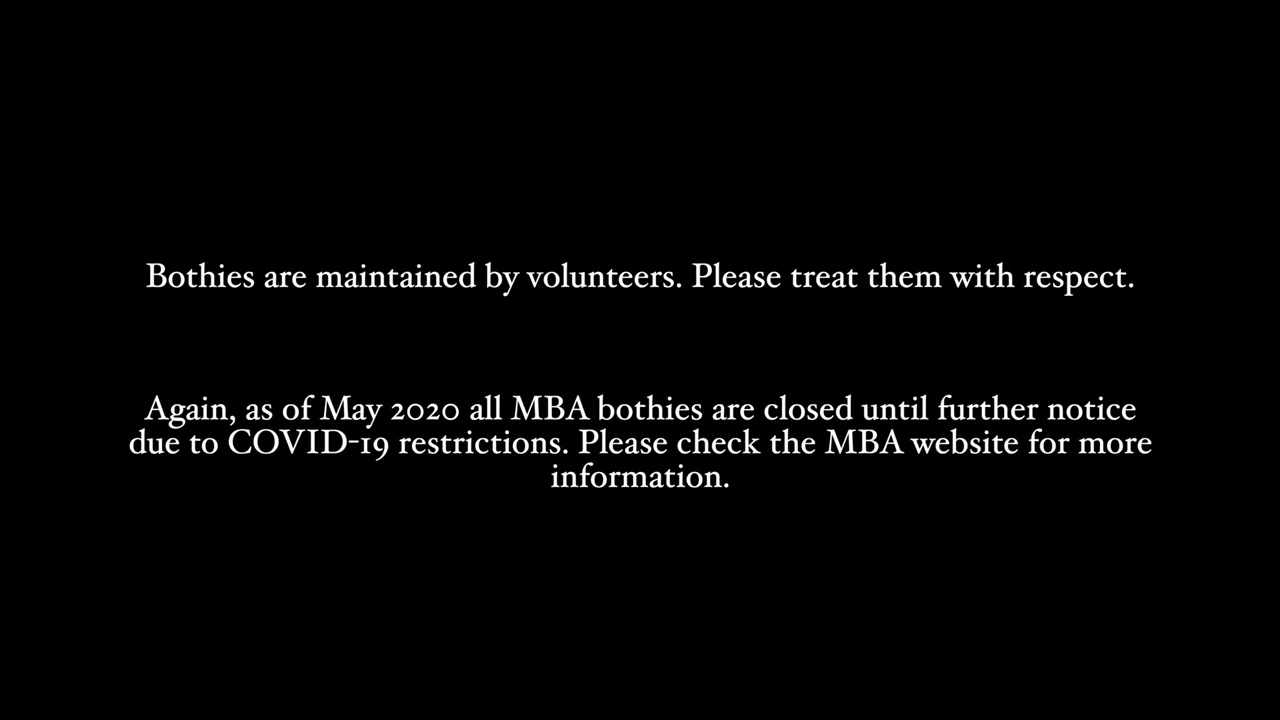 Bothies are maintained by volunteers. Please treat them with respect.
Again, as of May 2020 all MBA bothies are closed until further notice
due to COVID-19 restrictions. Please check the MBA website for more
information.